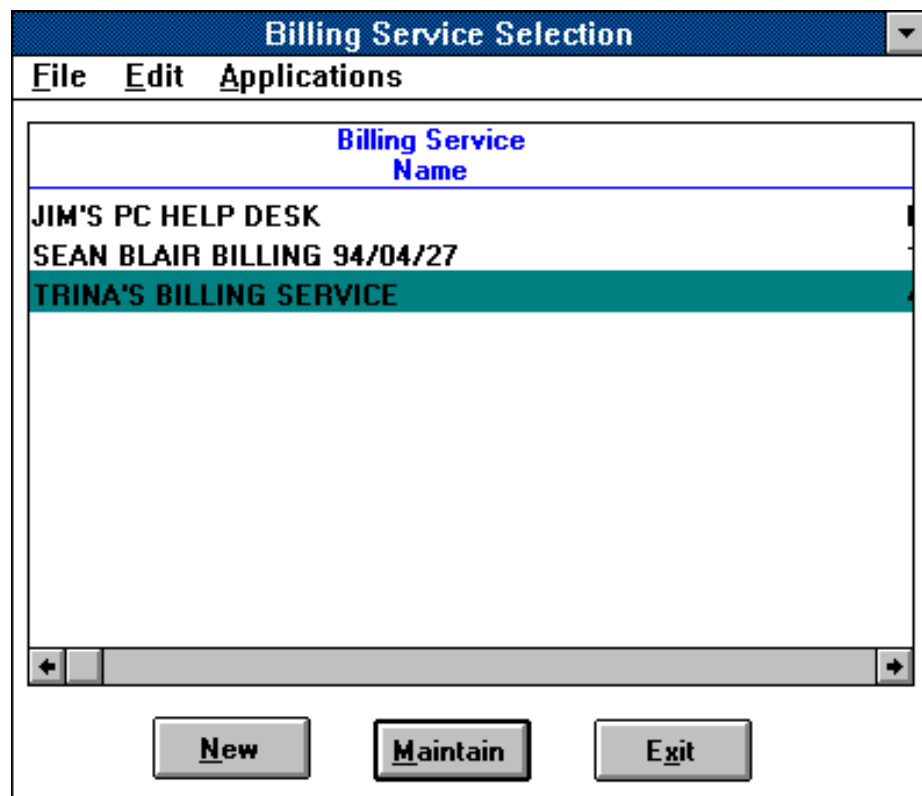 Billing Service Selection
File Edit Applications
Billing Service
Name
JIM'S PC HELP DESK
SEAN BLAIR BILLING 94/04/27
TRINA'S BILLING SERVICE
New Maintain Exit